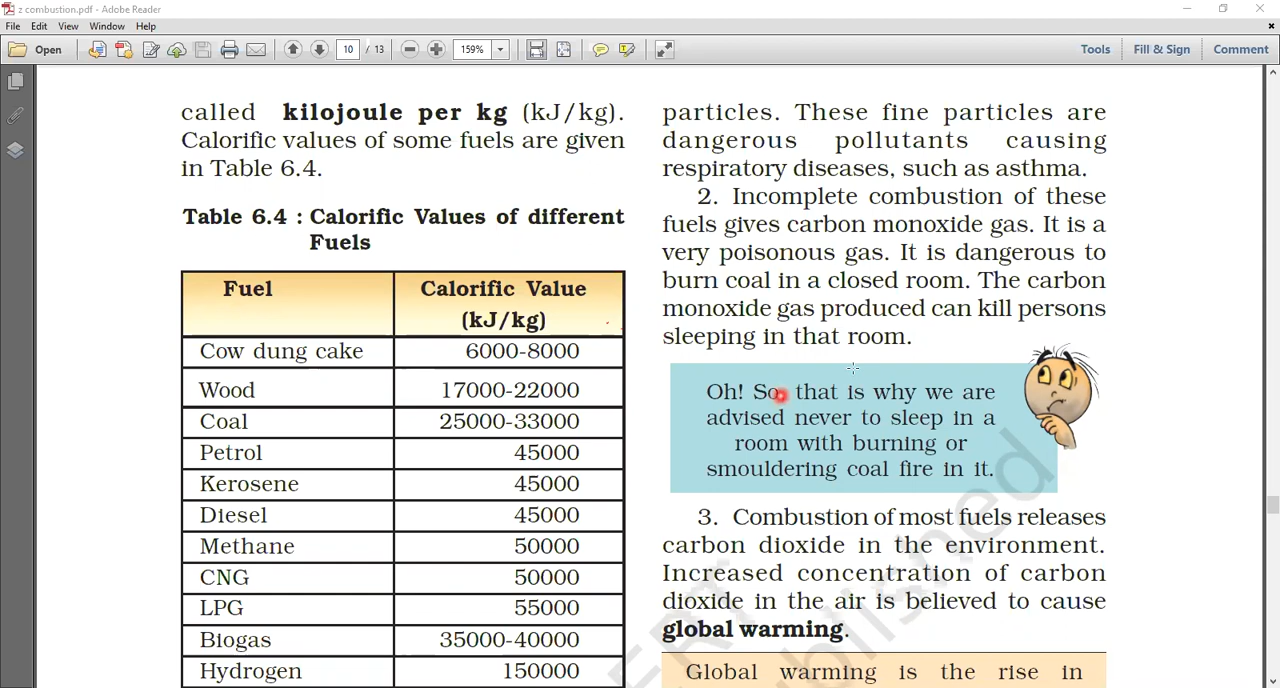 z combustion.pdf - Adobe Reader
File Edit View Window Help
Open 10 / 13 159% Tools Fill & Sign Comment
called kilojoule per kg (kJ/kg).
Calorific values of some fuels are given
in Table 6.4.
Table 6.4 : Calorific Values of different
Fuels
Fuel Calorific Value
(kJ/kg)
Cow dung cake 6000-8000
Wood 17000-22000
Coal 25000-33000
Petrol 45000
Kerosene 45000
Diesel 45000
Methane 50000
CNG 50000
LPG 55000
Biogas 35000-40000
Hydrogen 150000
particles. These fine particles are
dangerous pollutants causing
respiratory diseases, such as asthma.
2. Incomplete combustion of these
fuels gives carbon monoxide gas. It is a
very poisonous gas. It is dangerous to
burn coal in a closed room. The carbon
monoxide gas produced can kill persons
sleeping in that room.
Oh! So, that is why we are
advised never to sleep in a
room with burning or
smouldering coal fire in it.
3. Combustion of most fuels releases
carbon dioxide in the environment.
Increased concentration of carbon
dioxide in the air is believed to cause
global warming.
Global warming is the rise in